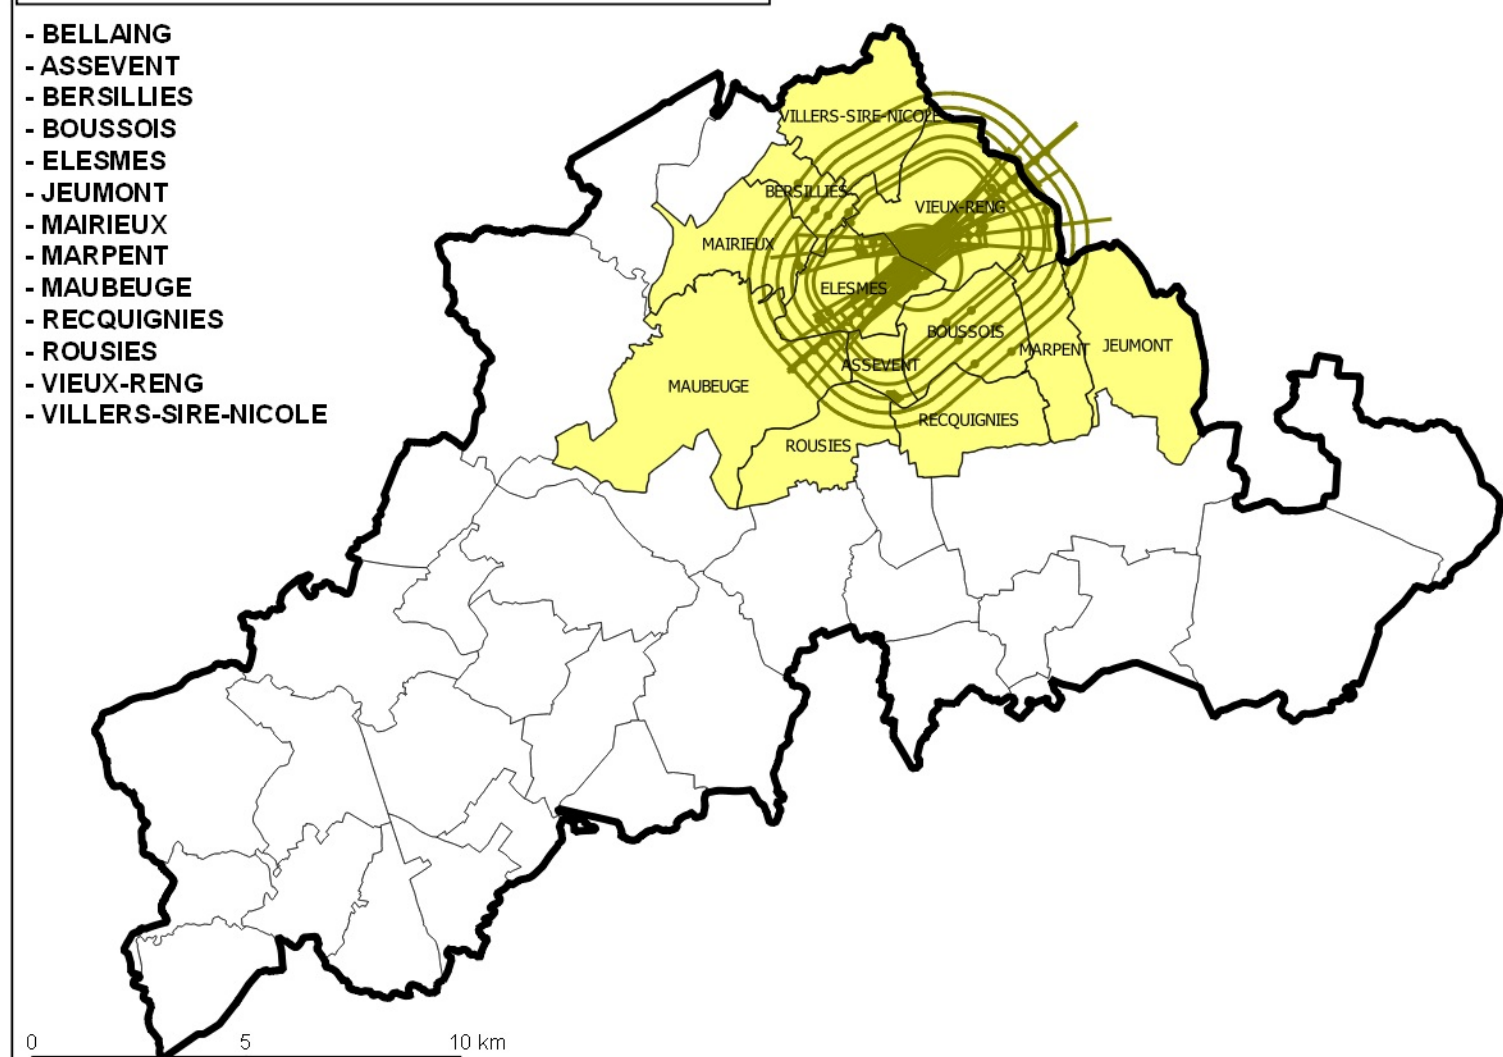 - BELLAING
- ASSEVENT
- BERSILLIES
- BOUSSOIS
- ELESMES
- JEUMONT
- MAIRIEUX
- MARPENT
- MAUBEUGE
- RECQUIGNIES
- ROUSIES
- VIEUX-RENG
- VILLERS-SIRE-NICOLE
VILLERS-SIRE-NICOLE
BERSILLIES
VIEUX-RENG
MAIRIEUX
ELESMES
BOUSSOIS
MARPENT
JEUMONT
ASSEVENT
MAUBEUGE
RECQUIGNIES
ROUSIES
0 5 10 km